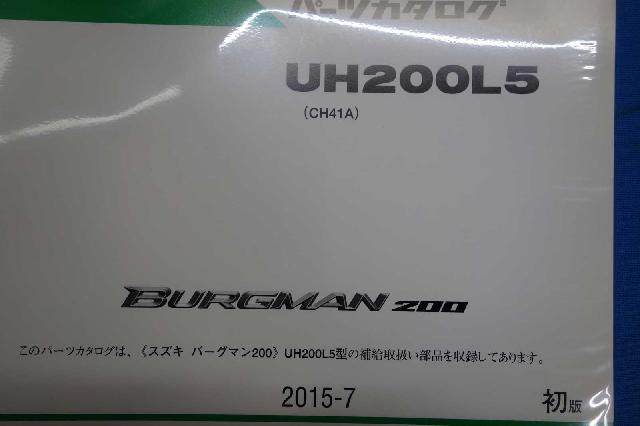 パーツカタログ
UH200L5
(CH41A)
BURGMAN 200
このパーツカタログは、《スズキ バーグマン200》UH200L5型の補給取扱い部品を収録してあります。
2015-7
初版